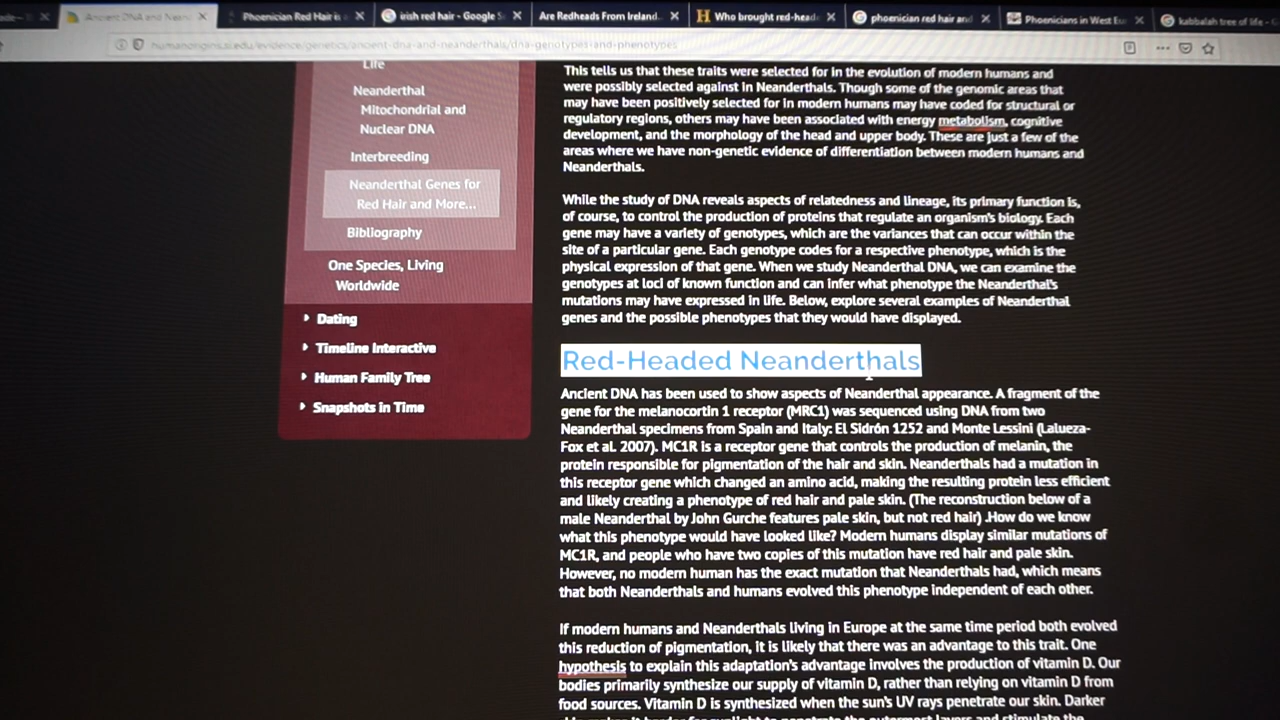 Ancient DNA and Nean
Phoenician Red Hair is
irish red hair - Google S
Are Redheads From Ireland
Who brought red-heade
phoenician red hair and
Phoenicians in West Eu
kabbalah tree of life - G
humanorigins.si.edu/evidence/genetics/ancient-dna-and-neanderthals/dna-genotypes-and-phenotypes
Life
Neanderthal
Mitochondrial and
Nuclear DNA
Interbreeding
Neanderthal Genes for
Red Hair and More...
Bibliography
One Species, Living
Worldwide
Dating
Timeline Interactive
Human Family Tree
Snapshots in Time
This tells us that these traits were selected for in the evolution of modern humans and
were possibly selected against in Neanderthals. Though some of the genomic areas that
may have been positively selected for in modern humans may have coded for structural or
regulatory regions, others may have been associated with energy metabolism, cognitive
development, and the morphology of the head and upper body. These are just a few of the
areas where we have non-genetic evidence of differentiation between modern humans and
Neanderthals.
While the study of DNA reveals aspects of relatedness and lineage, its primary function is,
of course, to control the production of proteins that regulate an organism's biology. Each
gene may have a variety of genotypes, which are the variances that can occur within the
site of a particular gene. Each genotype codes for a respective phenotype, which is the
physical expression of that gene. When we study Neanderthal DNA, we can examine the
genotypes at loci of known function and can infer what phenotype the Neanderthal's
mutations may have expressed in life. Below, explore several examples of Neanderthal
genes and the possible phenotypes that they would have displayed.
Red-Headed Neanderthals
Ancient DNA has been used to show aspects of Neanderthal appearance. A fragment of the
gene for the melanocortin 1 receptor (MRC1) was sequenced using DNA from two
Neanderthal specimens from Spain and Italy: El Sidrón 1252 and Monte Lessini (Lalueza-
Fox et al. 2007). MC1R is a receptor gene that controls the production of melanin, the
protein responsible for pigmentation of the hair and skin. Neanderthals had a mutation in
this receptor gene which changed an amino acid, making the resulting protein less efficient
and likely creating a phenotype of red hair and pale skin. (The reconstruction below of a
male Neanderthal by John Gurche features pale skin, but not red hair) .How do we know
what this phenotype would have looked like? Modern humans display similar mutations of
MC1R, and people who have two copies of this mutation have red hair and pale skin.
However, no modern human has the exact mutation that Neanderthals had, which means
that both Neanderthals and humans evolved this phenotype independent of each other.
If modern humans and Neanderthals living in Europe at the same time period both evolved
this reduction of pigmentation, it is likely that there was an advantage to this trait. One
hypothesis to explain this adaptation's advantage involves the production of vitamin D. Our
bodies primarily synthesize our supply of vitamin D, rather than relying on vitamin D from
food sources. Vitamin D is synthesized when the sun's UV rays penetrate our skin. Darker